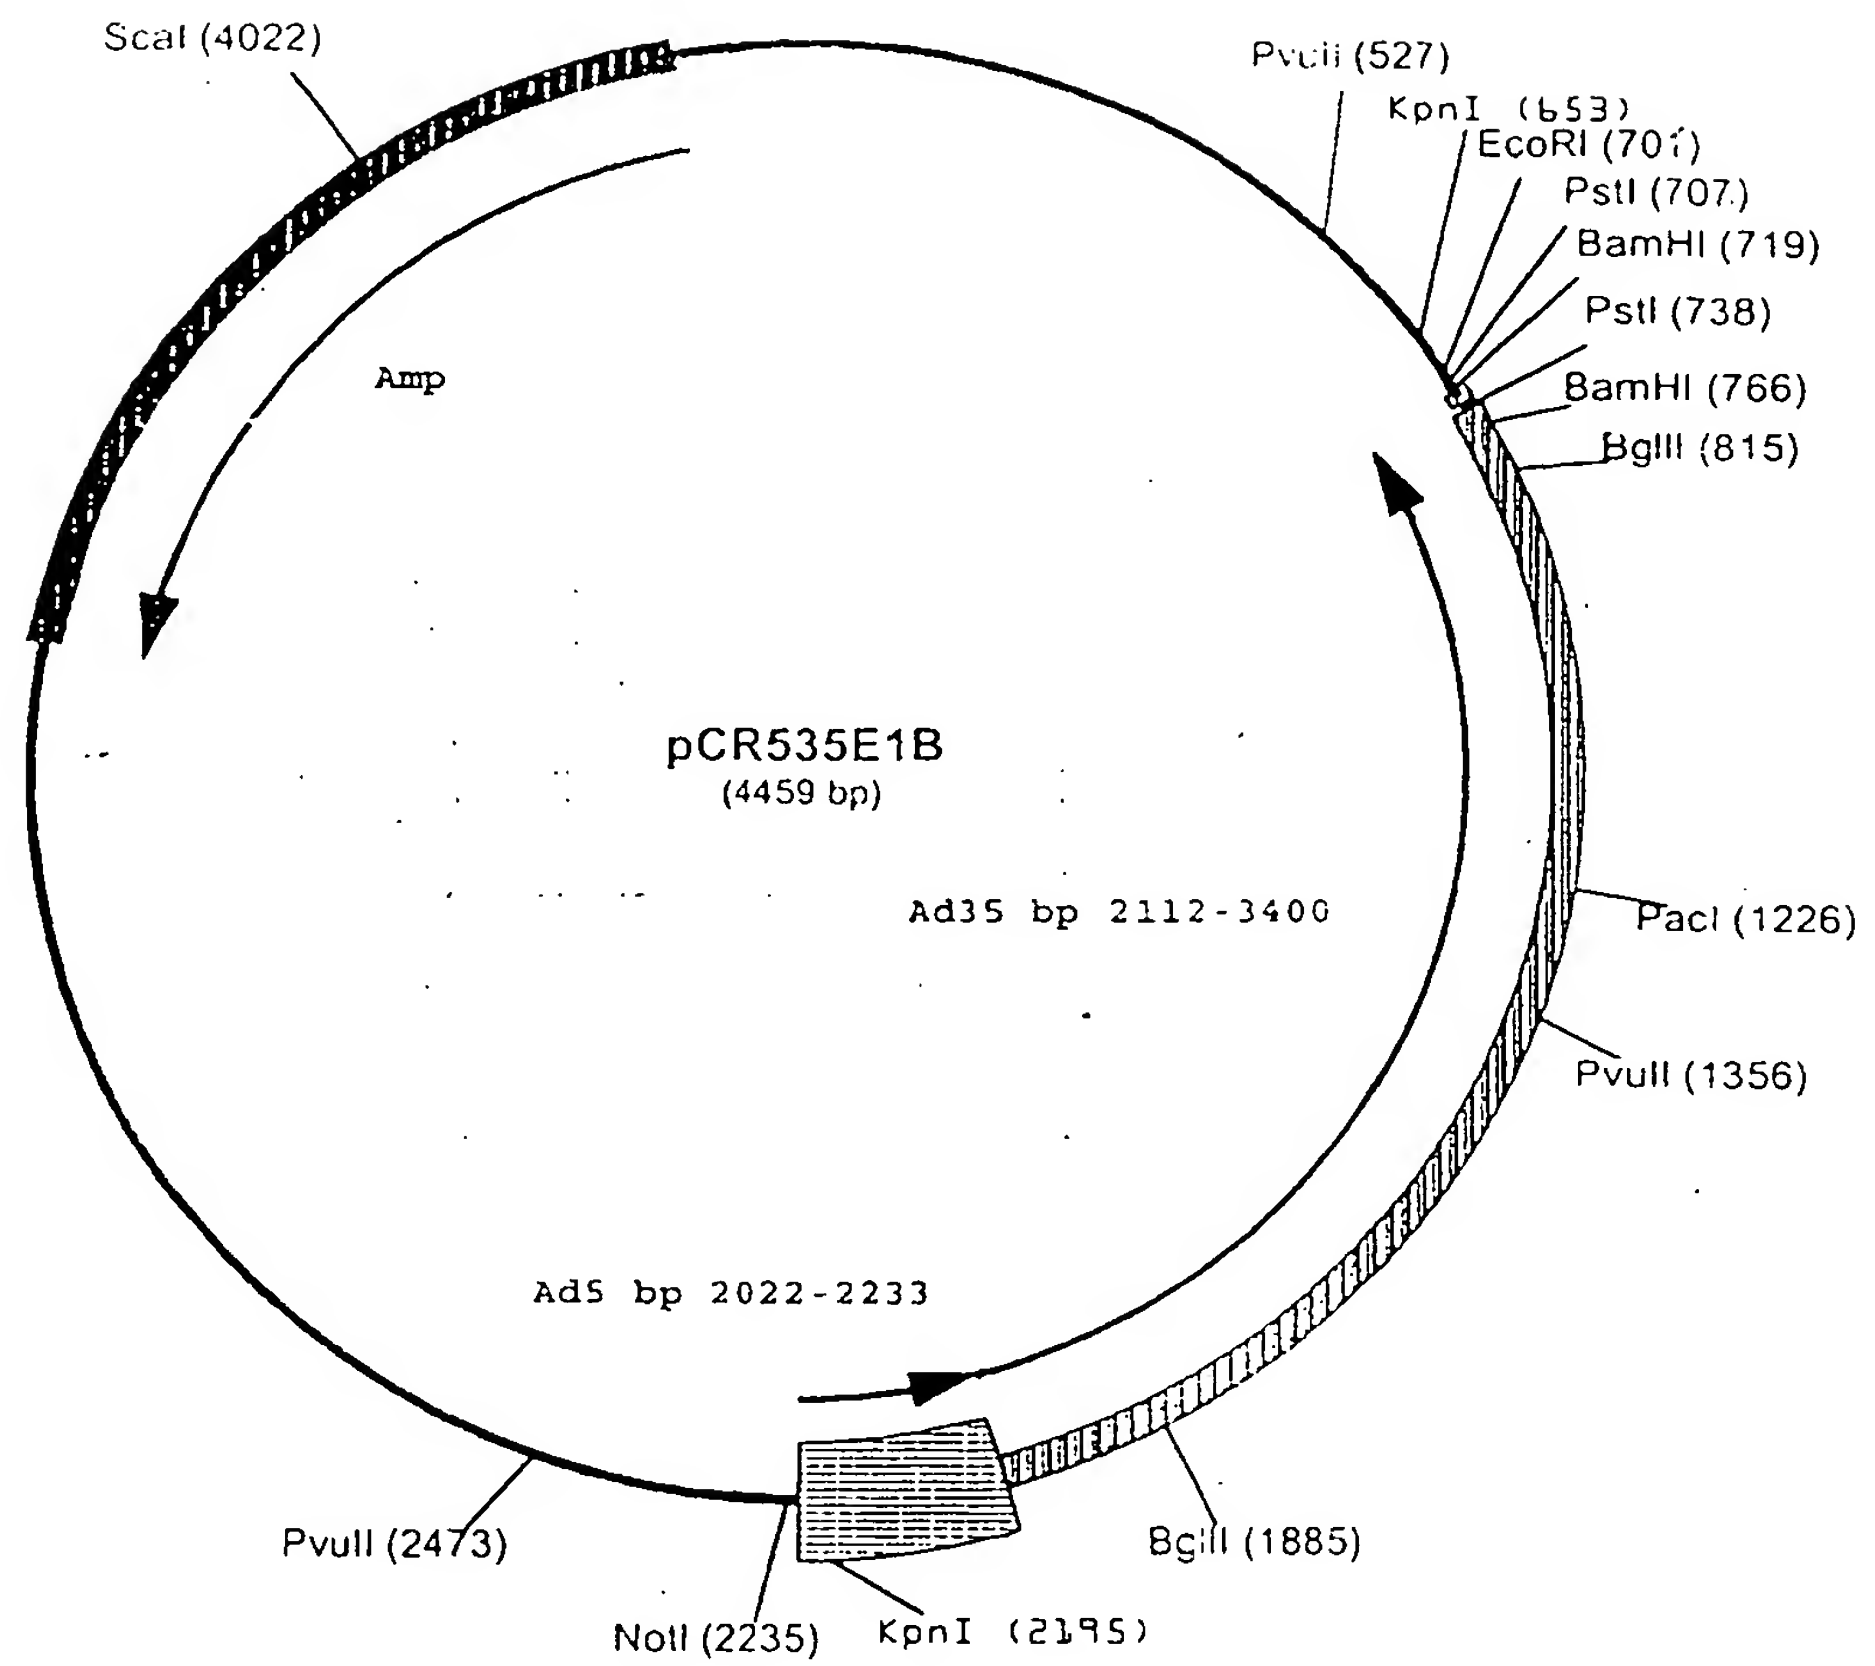 ScaI (4022)
PvuII (527)
KpnI (653)
EcoRI (701)
PstI (707)
BamHI (719)
PstI (738)
BamHI (766)
BglII (815)
Amp
pCR535E1B
(4459 bp)
Ad35 bp 2112-3400
PacI (1226)
PvuII (1356)
Ad5 bp 2022-2233
PvuII (2473)
BglII (1885)
NotI (2235)
KpnI (2195)